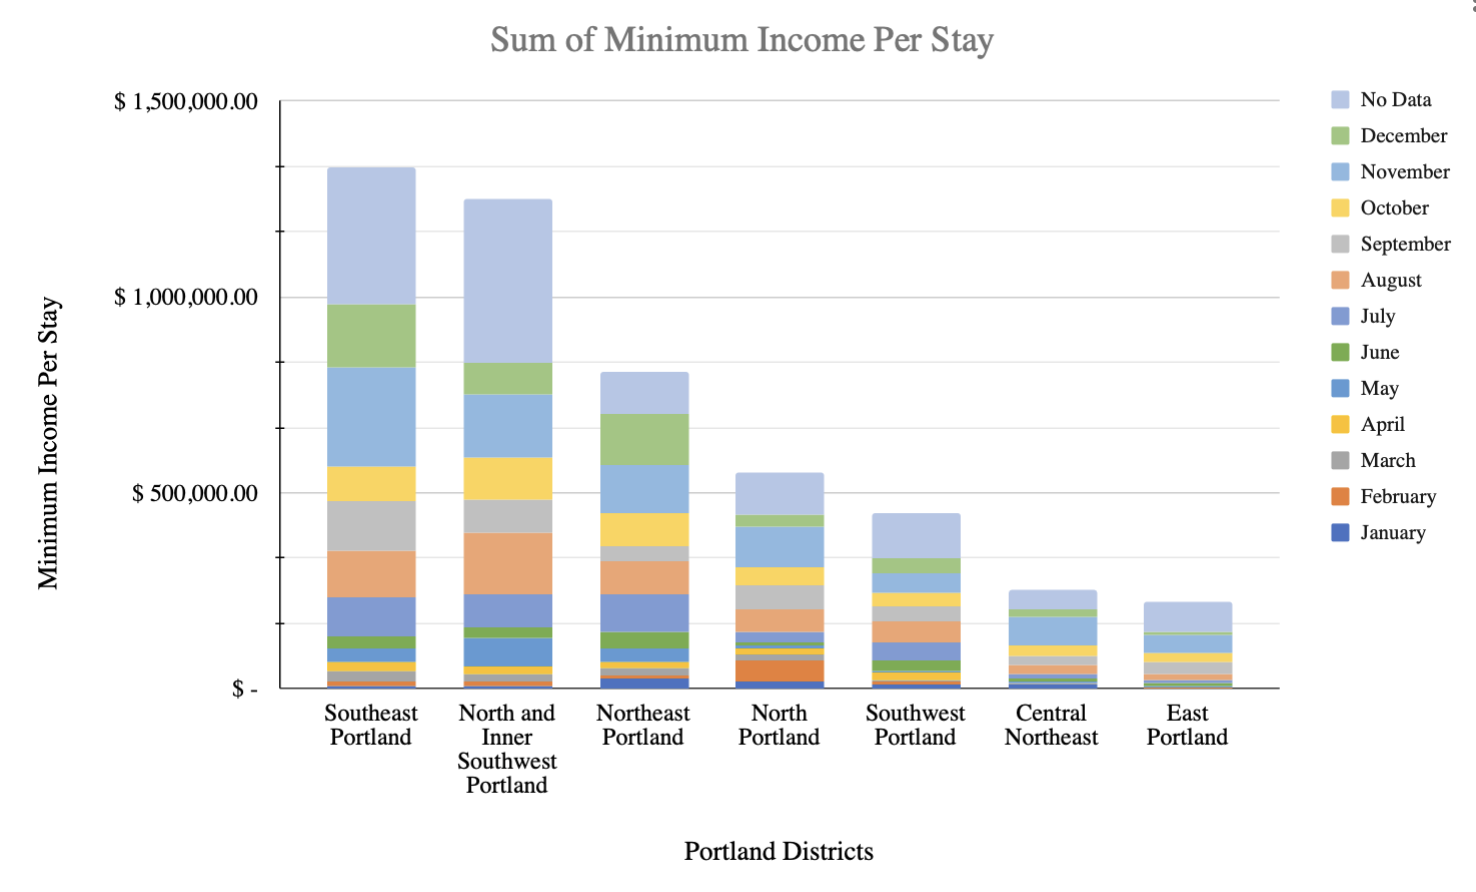 Sum of Minimum Income Per Stay
$ 1,500,000.00
$ 1,000,000.00
$ 500,000.00
$ -
Minimum Income Per Stay
Southeast
Portland
North and
Inner
Southwest
Portland
Northeast
Portland
North
Portland
Southwest
Portland
Central
Northeast
East
Portland
Portland Districts
No Data
December
November
October
September
August
July
June
May
April
March
February
January